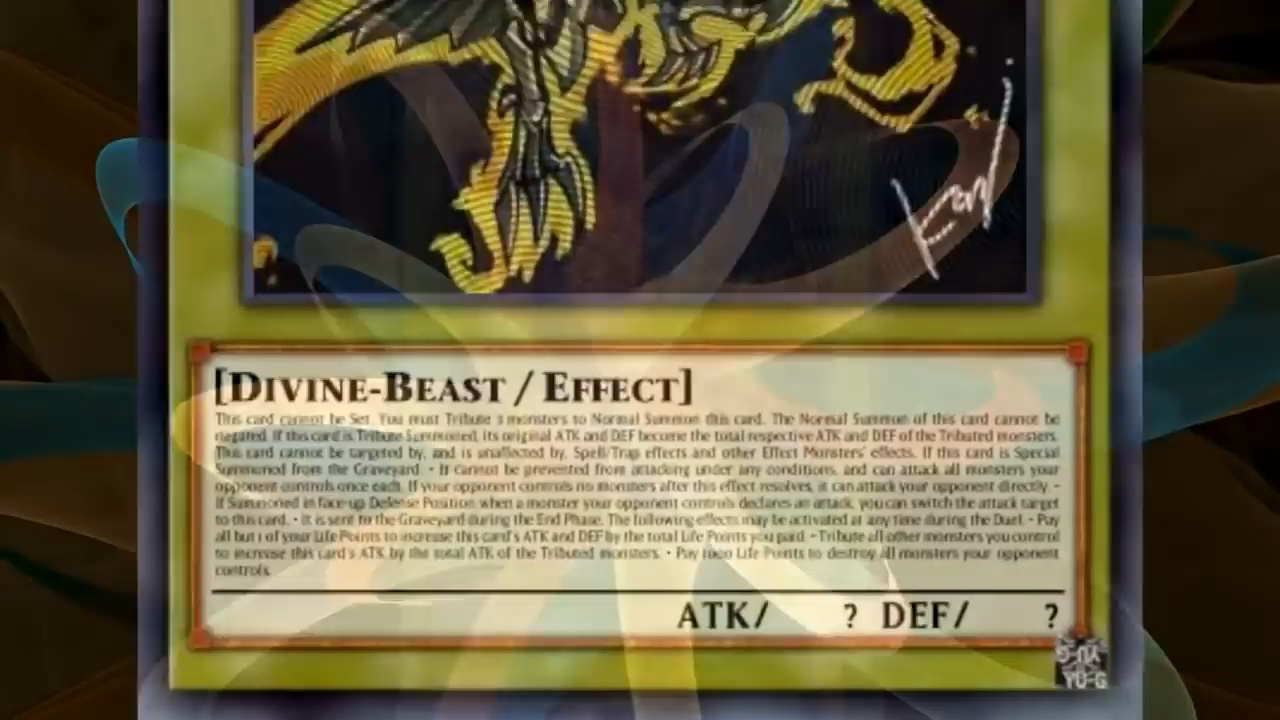 [DIVINE-BEAST / EFFECT]
This card cannot be Set. You must Tribute 3 monsters to Normal Summon this card. The Normal Summon of this card cannot be
negated. If this card is Tribute Summoned, its original ATK and DEF become the total respective ATK and DEF of the Tributed monsters.
This card cannot be targeted by, and is unaffected by, Spell/Trap effects and other Effect Monsters' effects. If this card is Special
Summoned from the Graveyard. • It cannot be prevented from attacking under any conditions, and can attack all monsters your
opponent controls once each. If your opponent controls no monsters after this effect resolves, it can attack your opponent directly. •
If Summoned in face-up Defense Position when a monster your opponent controls declares an attack, you can switch the attack target
to this card. • It is sent to the Graveyard during the End Phase. The following effects may be activated at any time during the Duel. • Pay
all but 1 of your Life Points to increase this card's ATK and DEF by the total Life Points you paid. • Tribute all other monsters you control
to increase this card's ATK by the total ATK of the Tributed monsters. • Pay 1000 Life Points to destroy all monsters your opponent
controls.
ATK/ ? DEF/ ?
YU-G